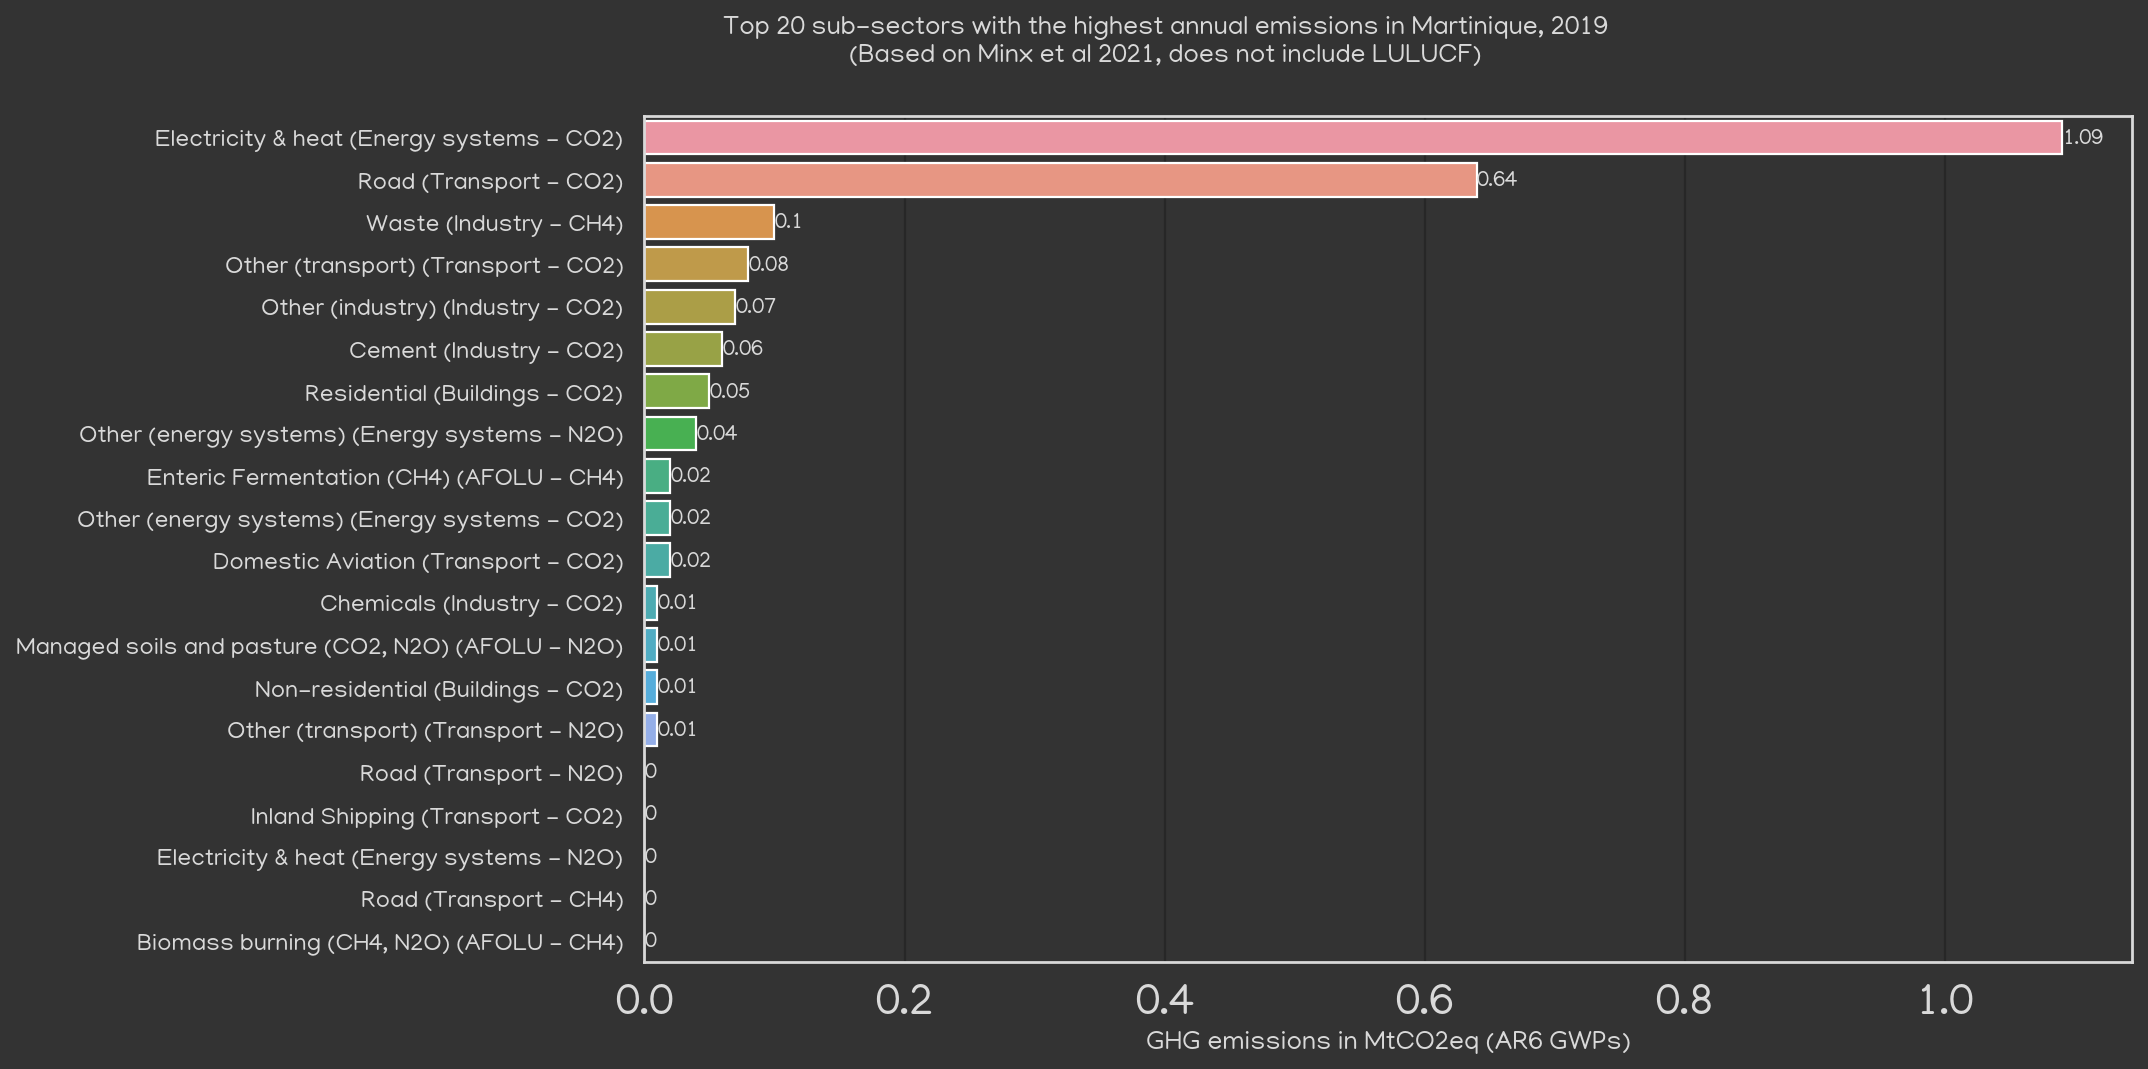 Top 20 sub-sectors with the highest annual emissions in Martinique, 2019
(Based on Minx et al 2021, does not include LULUCF)
Electricity & heat (Energy systems - CO2) 1.09
Road (Transport - CO2) 0.64
Waste (Industry - CH4) 0.1
Other (transport) (Transport - CO2) 0.08
Other (industry) (Industry - CO2) 0.07
Cement (Industry - CO2) 0.06
Residential (Buildings - CO2) 0.05
Other (energy systems) (Energy systems - N2O) 0.04
Enteric Fermentation (CH4) (AFOLU - CH4) 0.02
Other (energy systems) (Energy systems - CO2) 0.02
Domestic Aviation (Transport - CO2) 0.02
Chemicals (Industry - CO2) 0.01
Managed soils and pasture (CO2, N2O) (AFOLU - N2O) 0.01
Non-residential (Buildings - CO2) 0.01
Other (transport) (Transport - N2O) 0.01
Road (Transport - N2O) 0
Inland Shipping (Transport - CO2) 0
Electricity & heat (Energy systems - N2O) 0
Road (Transport - CH4) 0
Biomass burning (CH4, N2O) (AFOLU - CH4) 0
0.0 0.2 0.4 0.6 0.8 1.0
GHG emissions in MtCO2eq (AR6 GWPs)